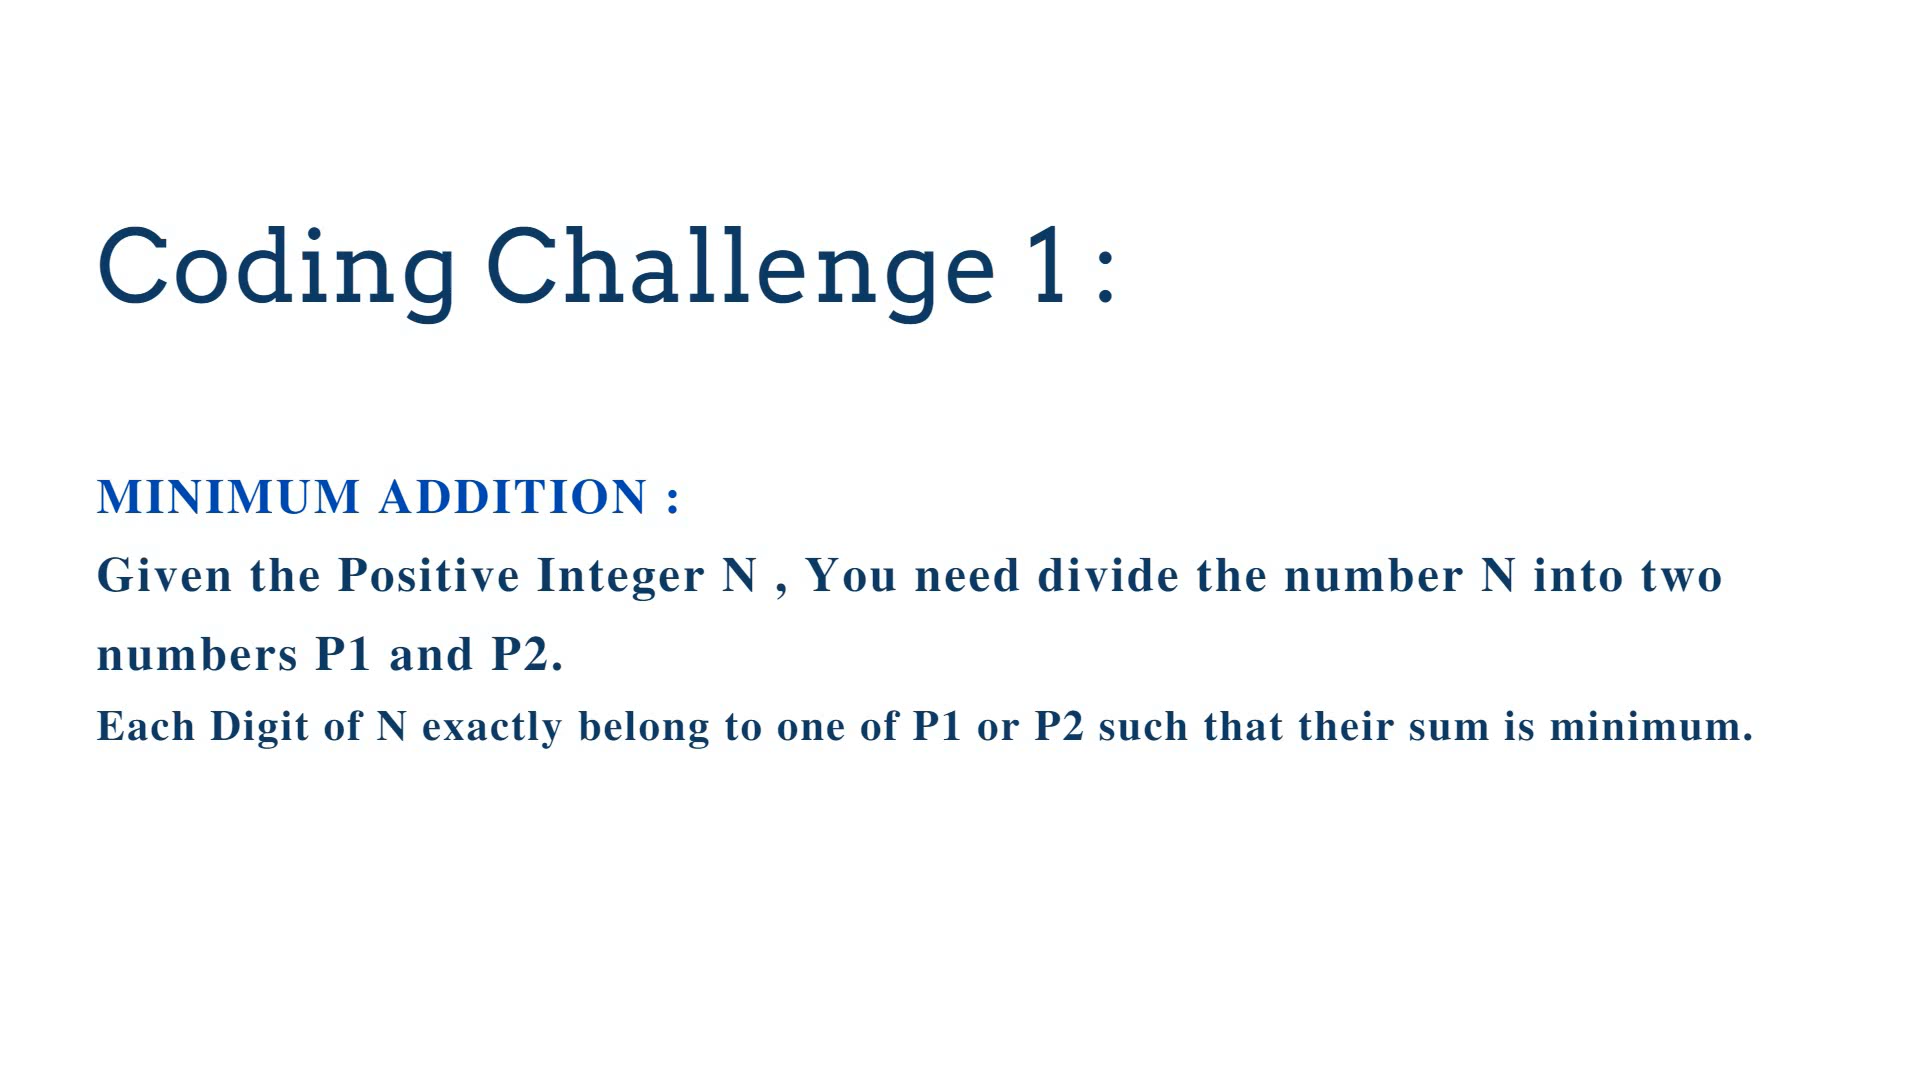 Coding Challenge 1 :
MINIMUM ADDITION :
Given the Positive Integer N , You need divide the number N into two
numbers P1 and P2.
Each Digit of N exactly belong to one of P1 or P2 such that their sum is minimum.